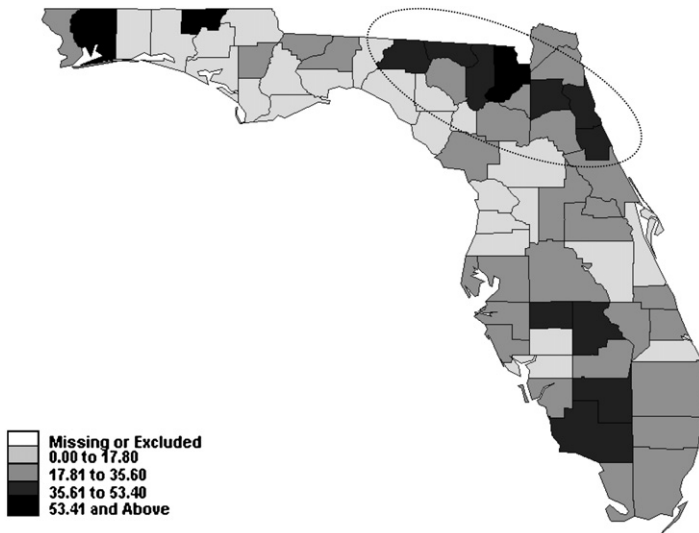 Missing or Excluded
0.00 to 17.80
17.81 to 35.60
35.61 to 53.40
53.41 and Above